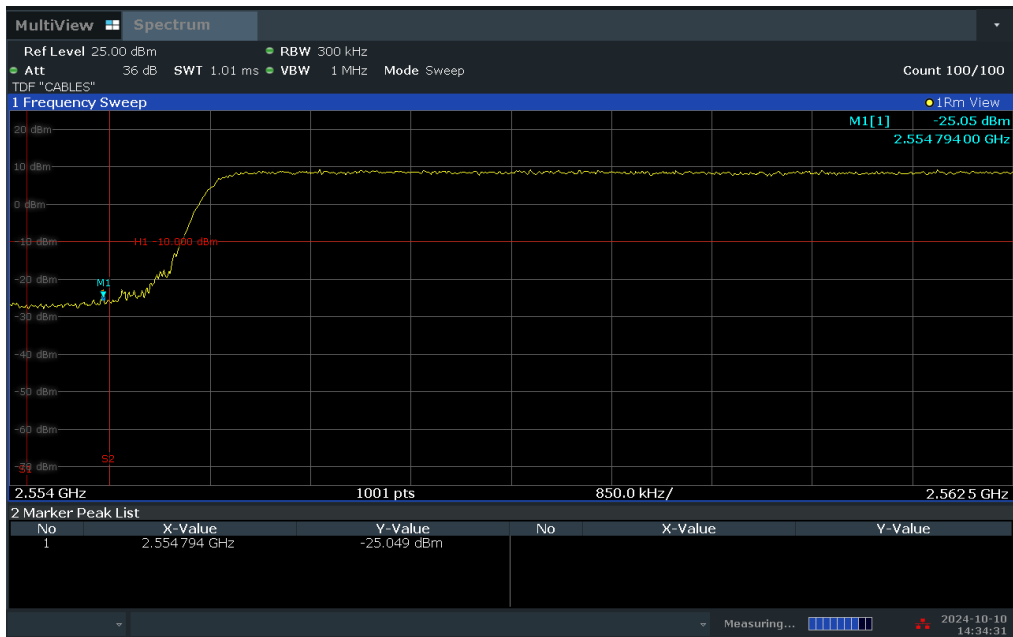 MultiView Spectrum
Ref Level 25.00 dBm RBW 300 kHz
Att 36 dB SWT 1.01 ms VBW 1 MHz Mode Sweep Count 100/100
TDF "CABLES"
1 Frequency Sweep 1Rm View
M1[1] -25.05 dBm
2.554 794 00 GHz
20 dBm
10 dBm
0 dBm
-10 dBm
H1 -10.000 dBm
-20 dBm
M1
-30 dBm
-40 dBm
-50 dBm
-60 dBm
S2
-70 dBm
S1
2.554 GHz 1001 pts 850.0 kHz/ 2.562 5 GHz
2 Marker Peak List
No X-Value Y-Value No X-Value Y-Value
1 2.554 794 GHz -25.049 dBm
Measuring... 2024-10-10
14:34:31